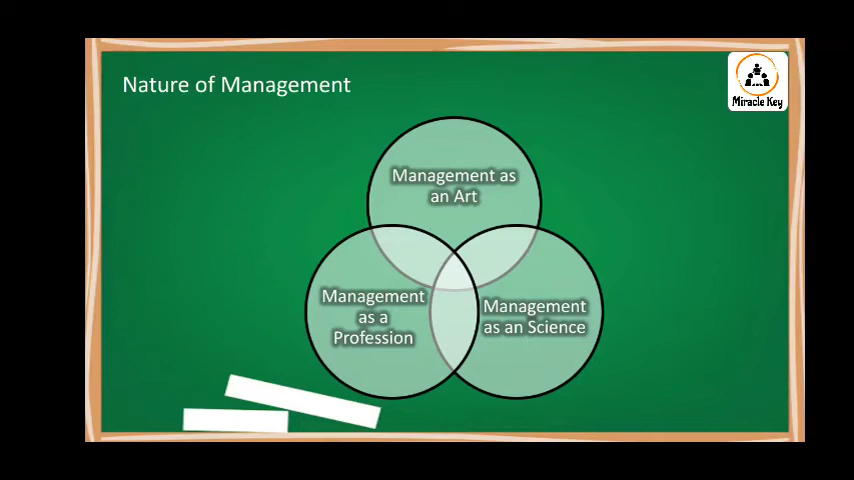 Nature of Management
Miracle Key
Management as
an Art
Management
as a
Profession
Management
as an Science